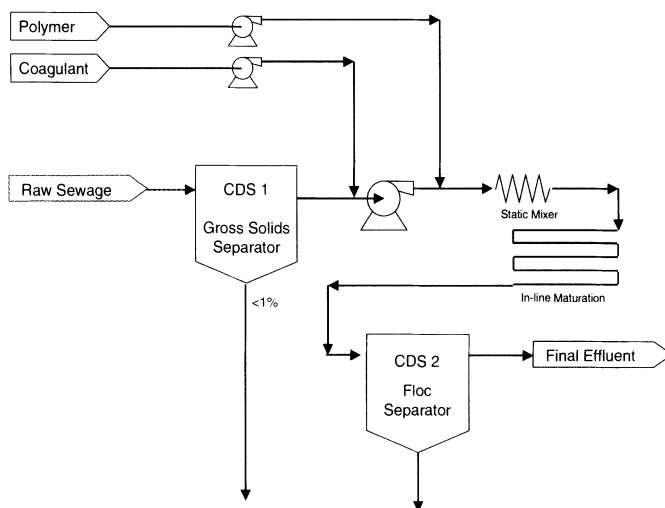 Polymer
Coagulant
Raw Sewage
CDS 1
Gross Solids
Separator
<1%
Static Mixer
In-line Maturation
CDS 2
Floc
Separator
Final Effluent